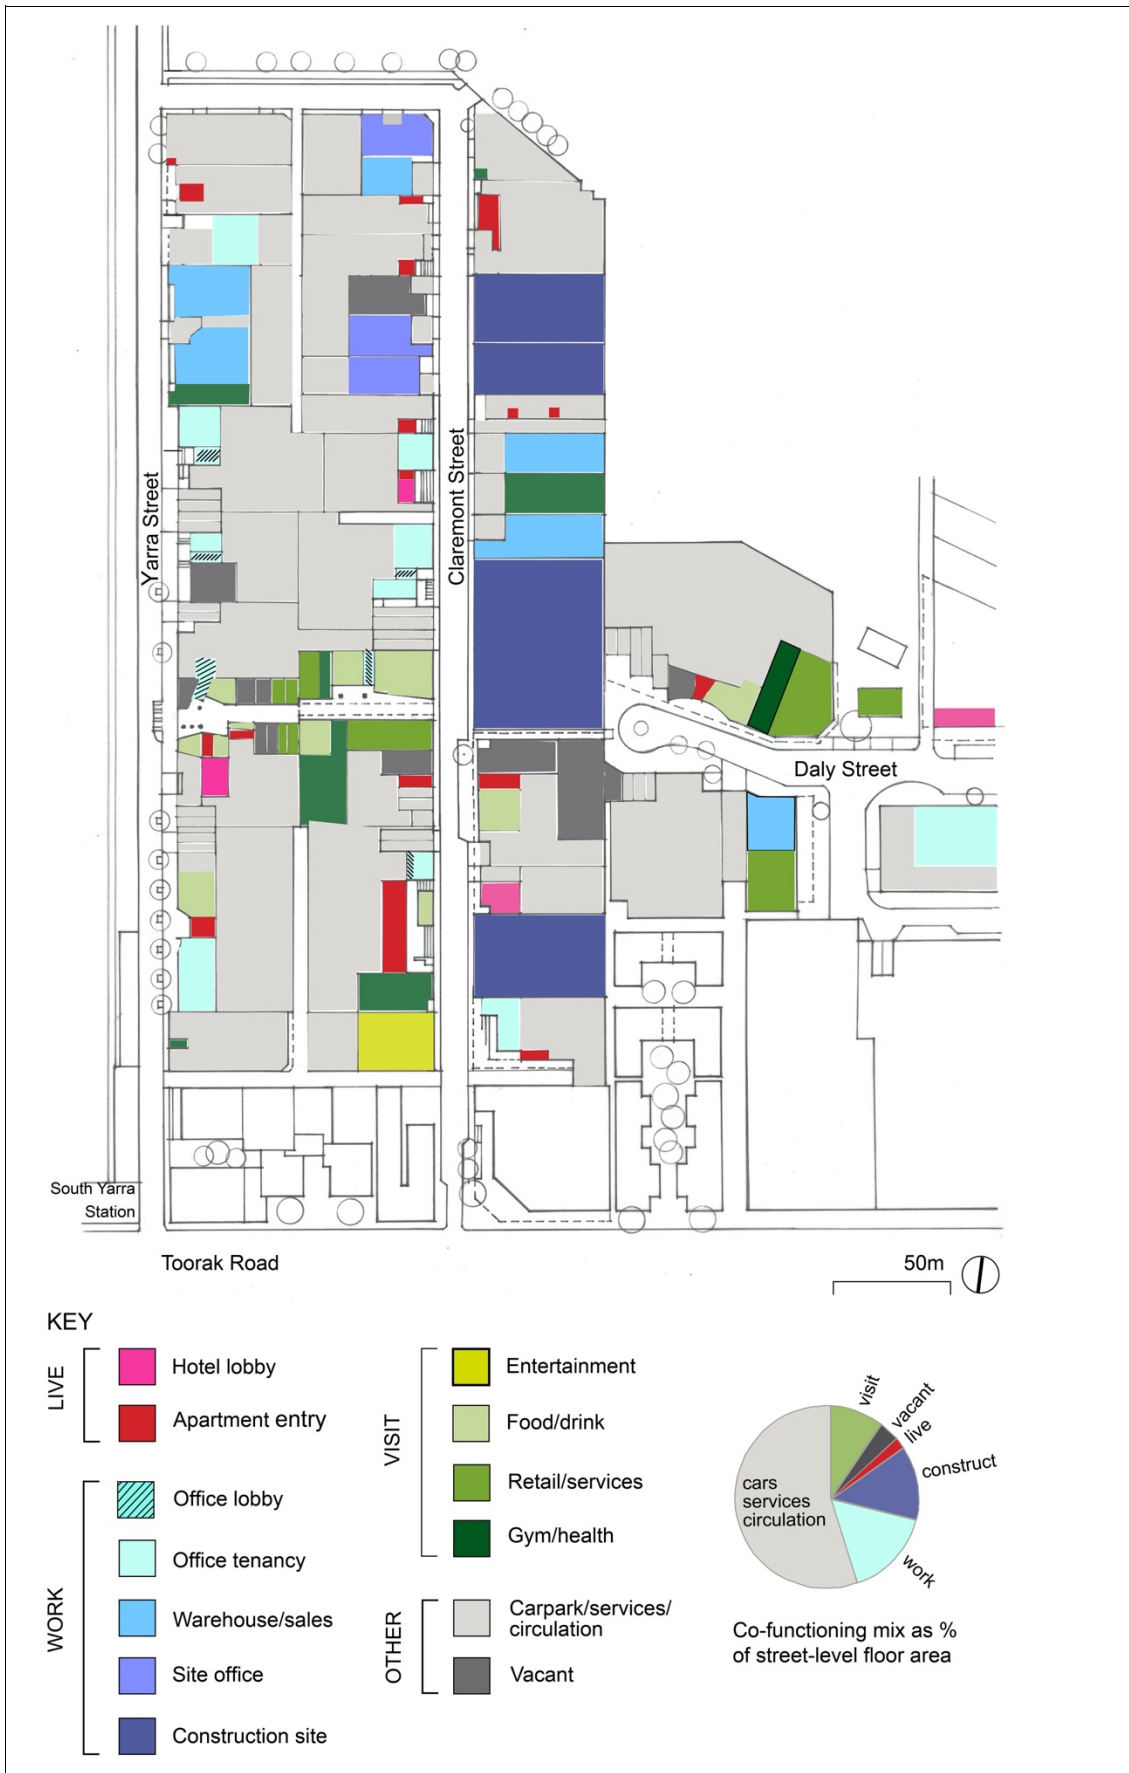 Yarra Street
Claremont Street
Daly Street
South Yarra
Station
Toorak Road
50m
KEY
LIVE
Hotel lobby
Apartment entry
WORK
Office lobby
Office tenancy
Warehouse/sales
Site office
Construction site
VISIT
Entertainment
Food/drink
Retail/services
Gym/health
OTHER
Carpark/services/
circulation
Vacant
visit
vacant
live
construct
work
cars
services
circulation
Co-functioning mix as %
of street-level floor area